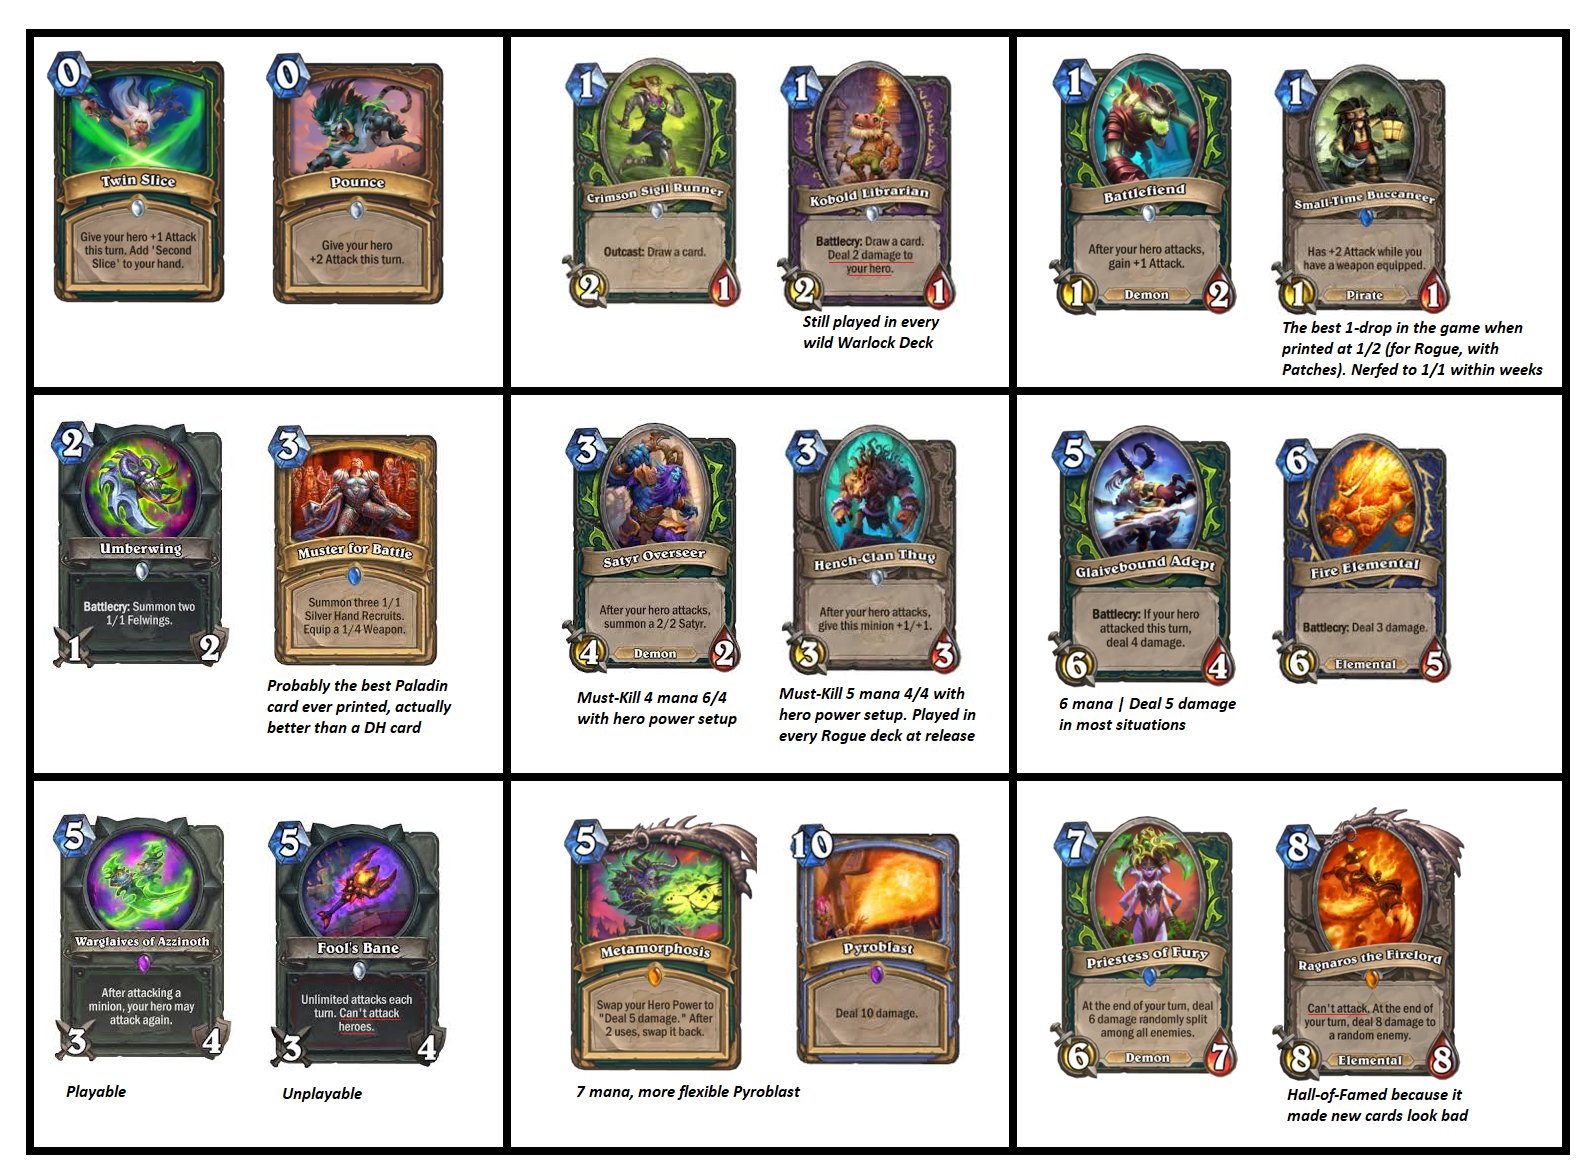 0
Twin Slice
Give your hero +1 Attack
this turn. Add 'Second
Slice' to your hand.
0
Pounce
Give your hero
+2 Attack this turn.
1
Crimson Sigil Runner
Outcast: Draw a card.
2
1
1
Kobold Librarian
Battlecry: Draw a card.
Deal 2 damage to
your hero.
2
1
Still played in every
wild Warlock Deck
1
Battlefiend
After your hero attacks,
gain +1 Attack.
1
Demon
2
1
Small-Time Buccaneer
Has +2 Attack while you
have a weapon equipped.
1
Pirate
1
The best 1-drop in the game when
printed at 1/2 (for Rogue, with
Patches). Nerfed to 1/1 within weeks
2
Umberwing
Battlecry: Summon two
1/1 Felwings.
1
2
3
Muster for Battle
Summon three 1/1
Silver Hand Recruits.
Equip a 1/4 Weapon.
Probably the best Paladin
card ever printed, actually
better than a DH card
3
Satyr Overseer
After your hero attacks,
summon a 2/2 Satyr.
4
Demon
2
Must-Kill 4 mana 6/4
with hero power setup
3
Hench-Clan Thug
After your hero attacks,
give this minion +1/+1.
3
3
Must-Kill 5 mana 4/4 with
hero power setup. Played in
every Rogue deck at release
5
Glaivebound Adept
Battlecry: If your hero
attacked this turn,
deal 4 damage.
6
4
6 mana | Deal 5 damage
in most situations
6
Fire Elemental
Battlecry: Deal 3 damage.
6
Elemental
5
5
Warglaives of Azzinoth
After attacking a
minion, your hero may
attack again.
3
4
Playable
5
Fool's Bane
Unlimited attacks each
turn. Can't attack
heroes.
3
4
Unplayable
5
Metamorphosis
Swap your Hero Power to
"Deal 5 damage." After
2 uses, swap it back.
7 mana, more flexible Pyroblast
10
Pyroblast
Deal 10 damage.
7
Priestess of Fury
At the end of your turn, deal
6 damage randomly split
among all enemies.
6
Demon
7
8
Ragnaros the Firelord
Can't attack. At the end of
your turn, deal 8 damage to
a random enemy.
8
Elemental
8
Hall-of-Famed because it
made new cards look bad